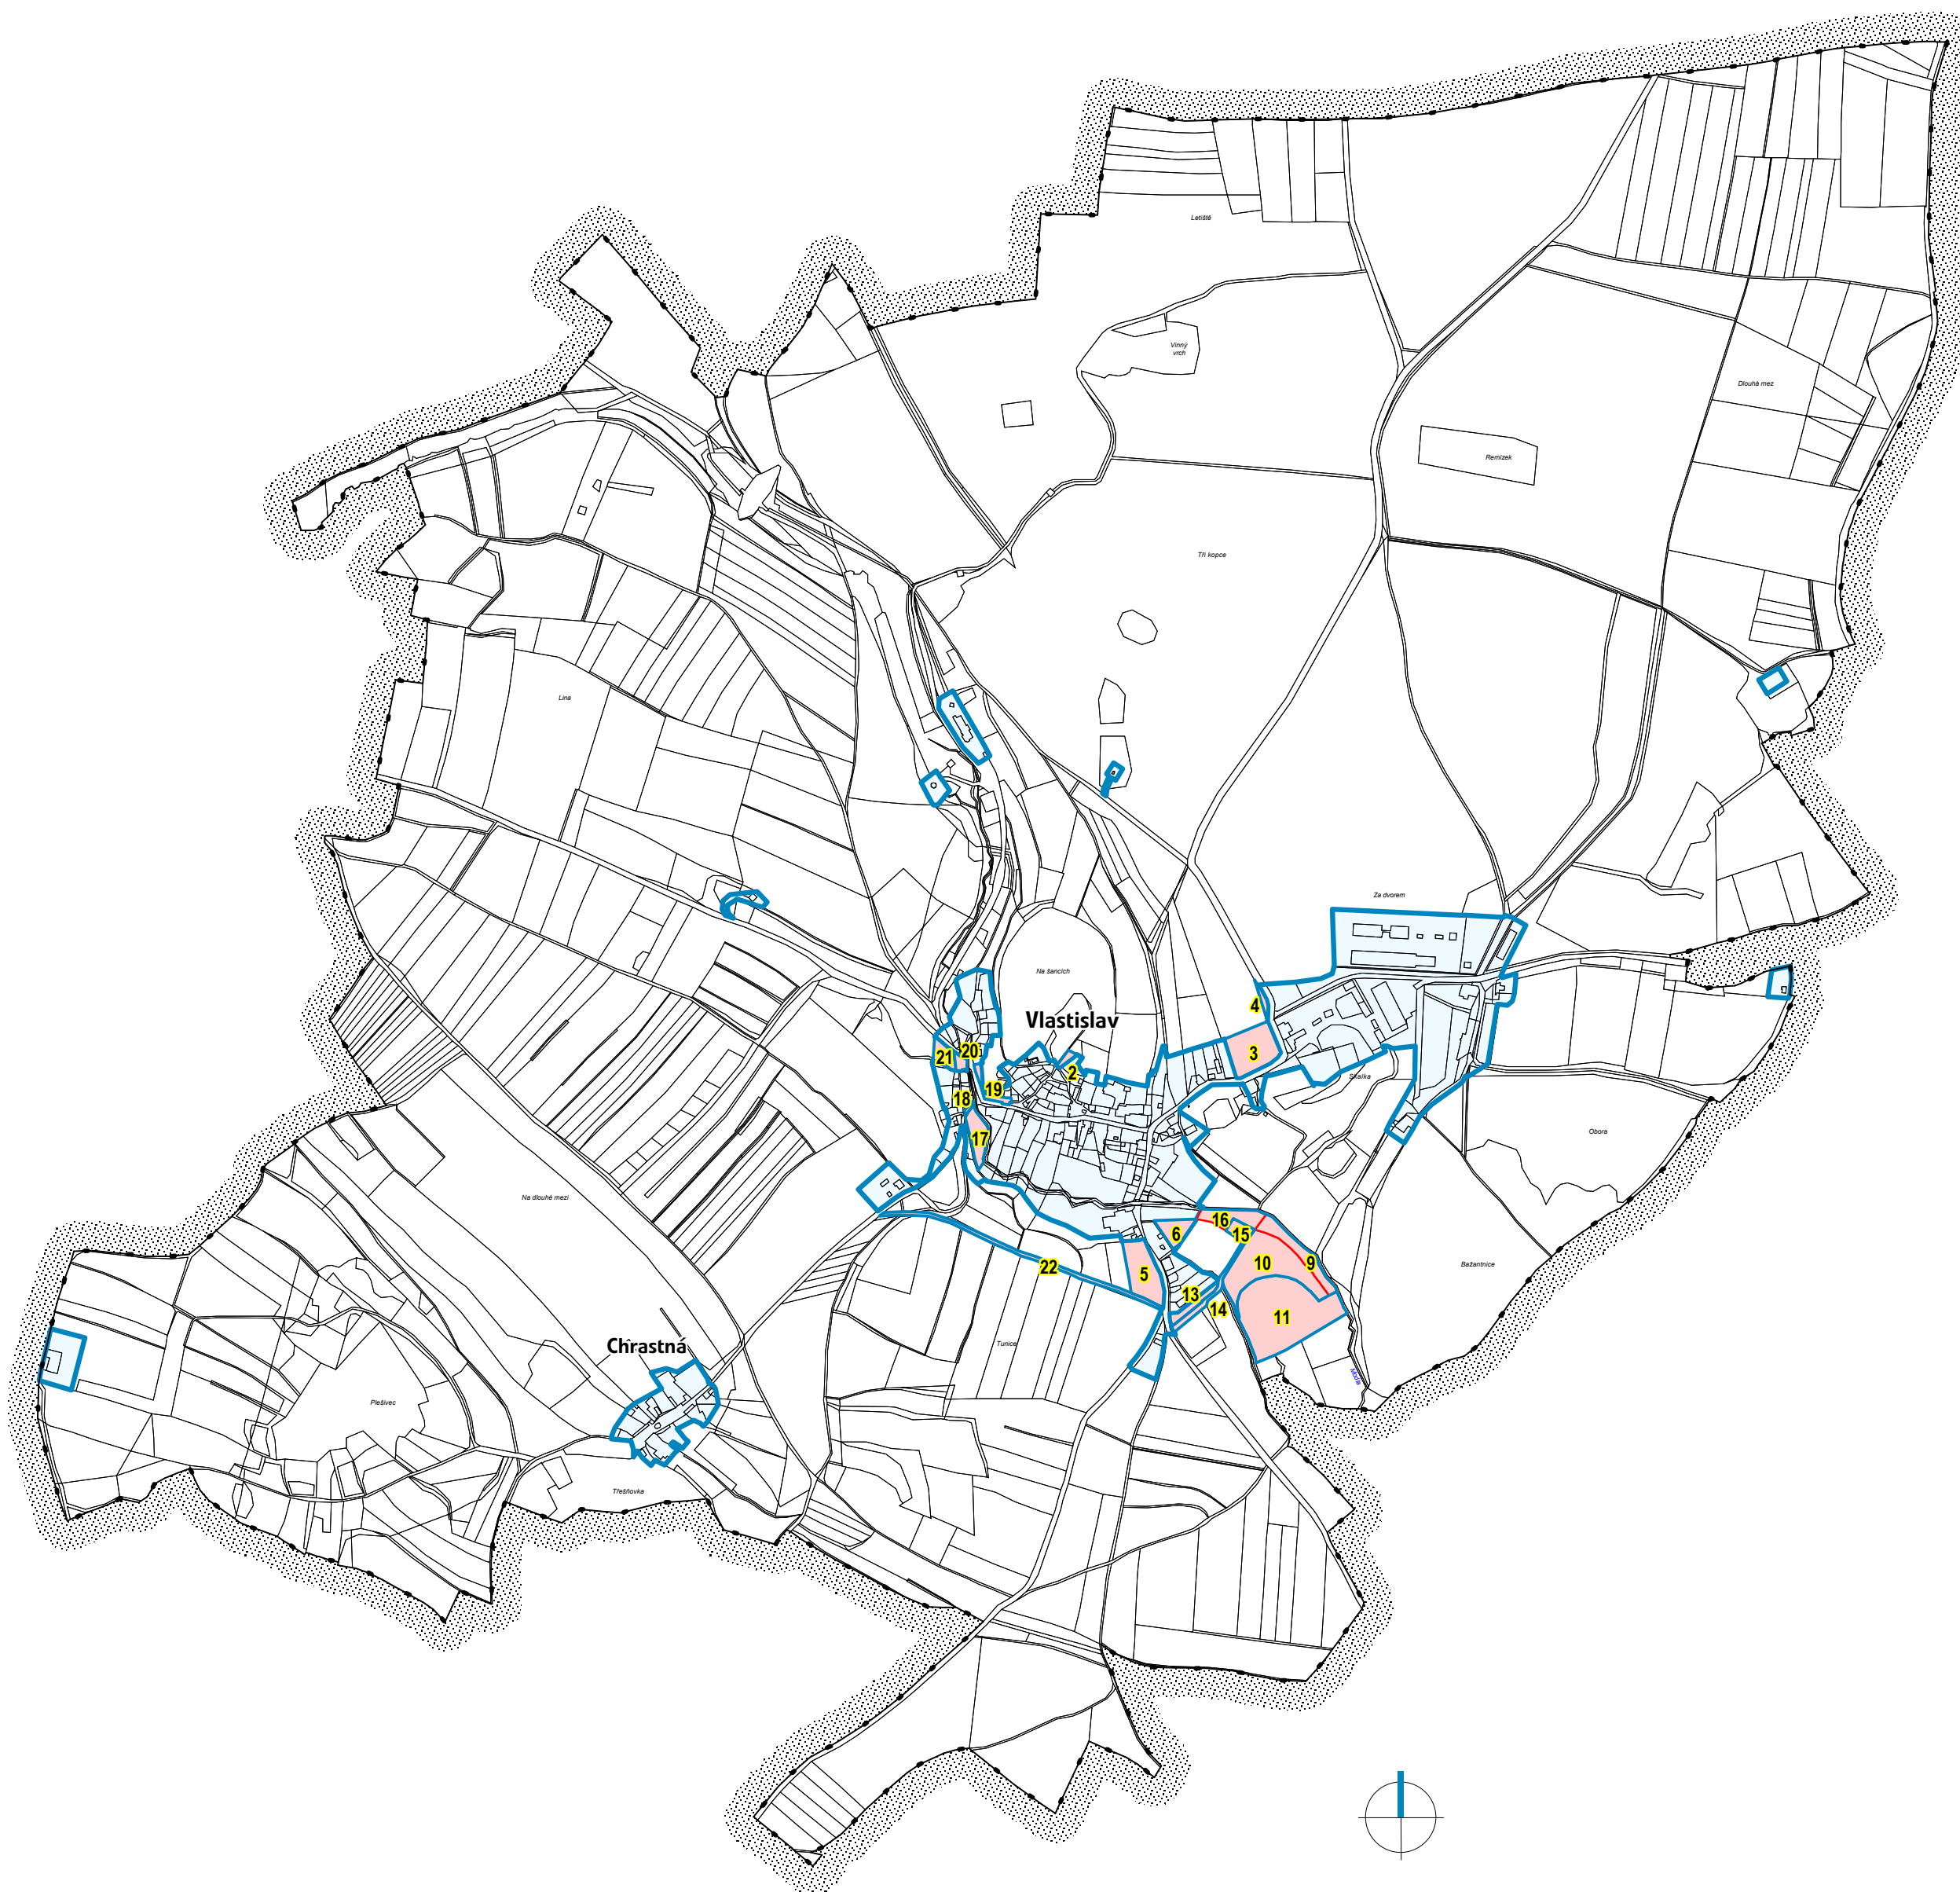 Letiště
Vinný
vrch
Dlouhá mez
Remízek
Tři kopce
Lina
Za dvorem
Na šancích
Vlastislav
4
3
20
21
2
Skalka
19
18
Obora
17
Na dlouhé mezi
16
6
15
10
9
Bažantnice
22
5
13
14
11
Chrastná
Tunice
Modla
Plešivec
Třešňovka